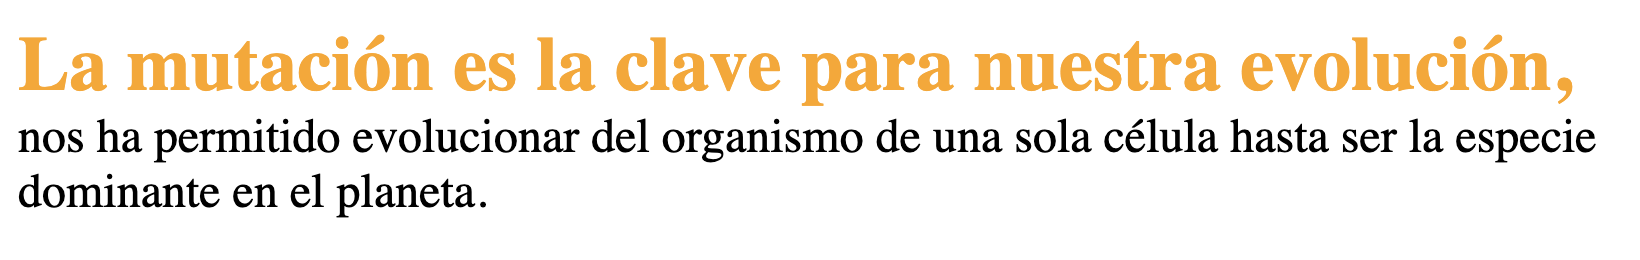 La mutación es la clave para nuestra evolución,
nos ha permitido evolucionar del organismo de una sola célula hasta ser la especie
dominante en el planeta.